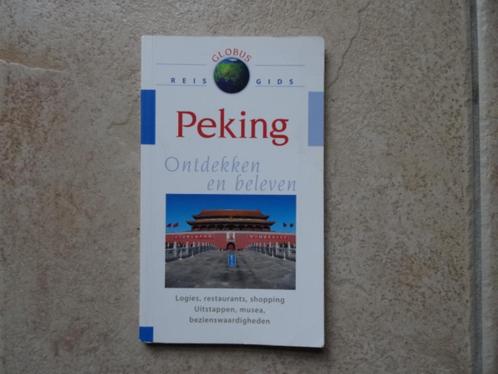 GLOBUS
REIS GIDS
Peking
Ontdekken
en beleven
Logies, restaurants, shopping
Uitstappen, musea,
bezienswaardigheden